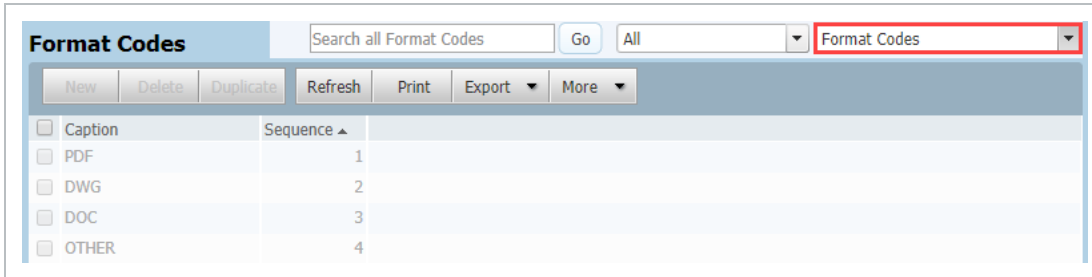 Format Codes Search all Format Codes Go All Format Codes
New Delete Duplicate Refresh Print Export More
Caption Sequence
PDF 1
DWG 2
DOC 3
OTHER 4